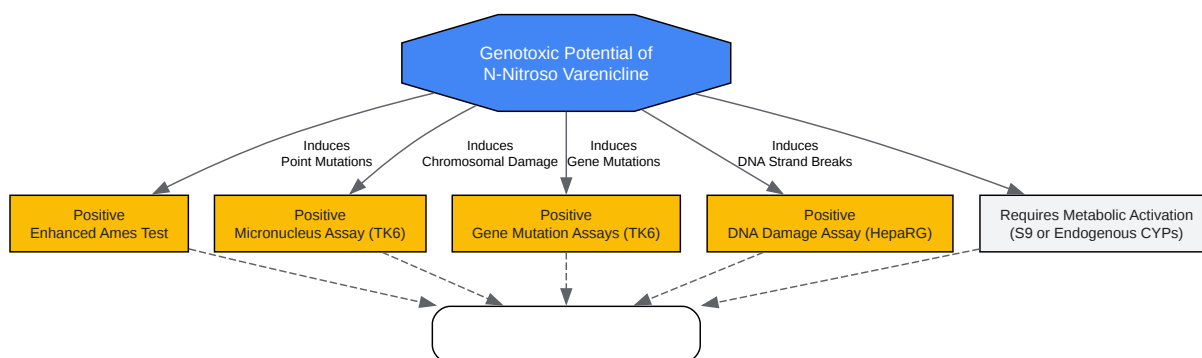 Genotoxic Potential of
N-Nitroso Varenicline
Induces
Point Mutations
Induces
Chromosomal Damage
Induces
Gene Mutations
Induces
DNA Strand Breaks
Positive
Enhanced Ames Test
Positive
Micronucleus Assay (TK6)
Positive
Gene Mutation Assays (TK6)
Positive
DNA Damage Assay (HepaRG)
Requires Metabolic Activation
(S9 or Endogenous CYPs)